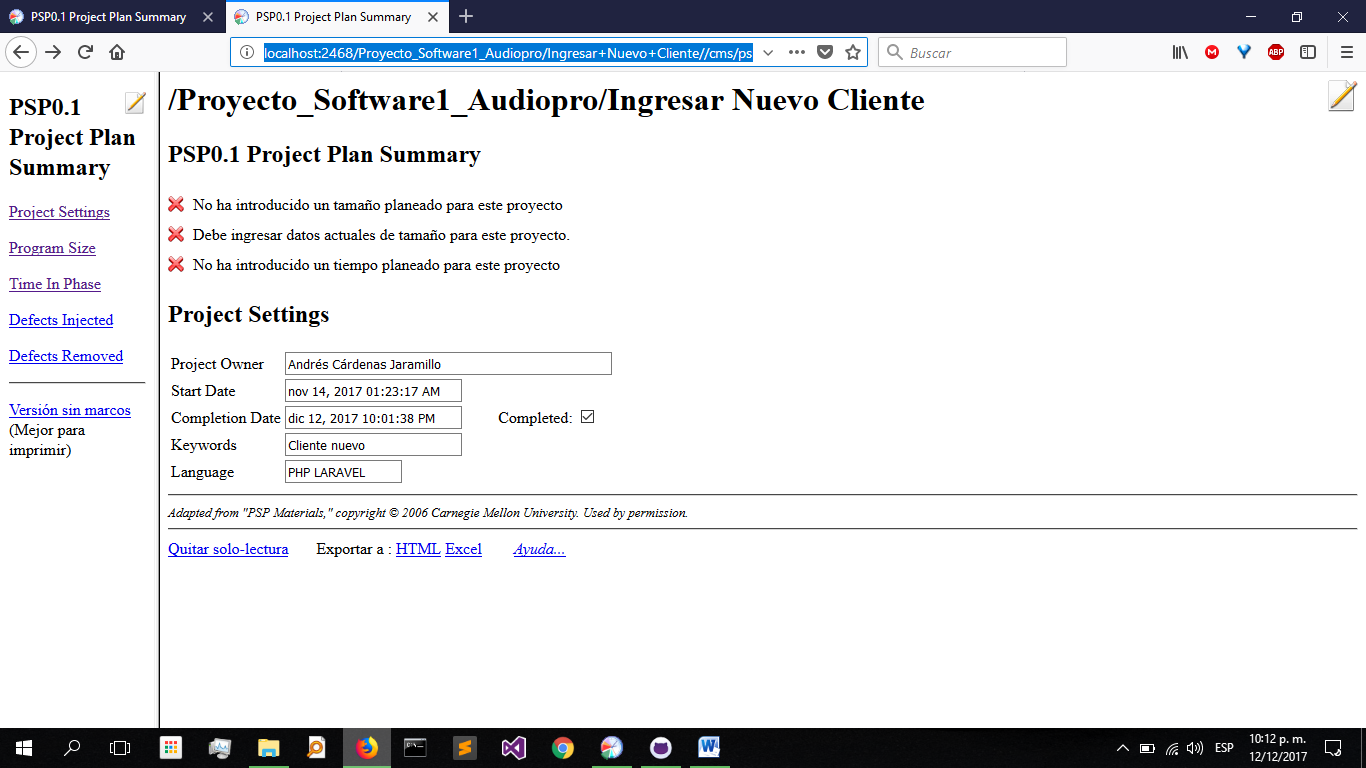 PSP0.1 Project Plan Summary
PSP0.1 Project Plan Summary
localhost:2468/Proyecto_Software1_Audiopro/Ingresar+Nuevo+Cliente//cms/ps
Buscar
ABP
PSP0.1
Project Plan
Summary
Project Settings
Program Size
Time In Phase
Defects Injected
Defects Removed
Versión sin marcos
(Mejor para
imprimir)
/Proyecto_Software1_Audiopro/Ingresar Nuevo Cliente
PSP0.1 Project Plan Summary
No ha introducido un tamaño planeado para este proyecto
Debe ingresar datos actuales de tamaño para este proyecto.
No ha introducido un tiempo planeado para este proyecto
Project Settings
Project Owner Andrés Cárdenas Jaramillo
Start Date nov 14, 2017 01:23:17 AM
Completion Date dic 12, 2017 10:01:38 PM Completed:
Keywords Cliente nuevo
Language PHP LARAVEL
Adapted from "PSP Materials," copyright © 2006 Carnegie Mellon University. Used by permission.
Quitar solo-lectura Exportar a : HTML Excel Ayuda...
ESP
10:12 p. m.
12/12/2017